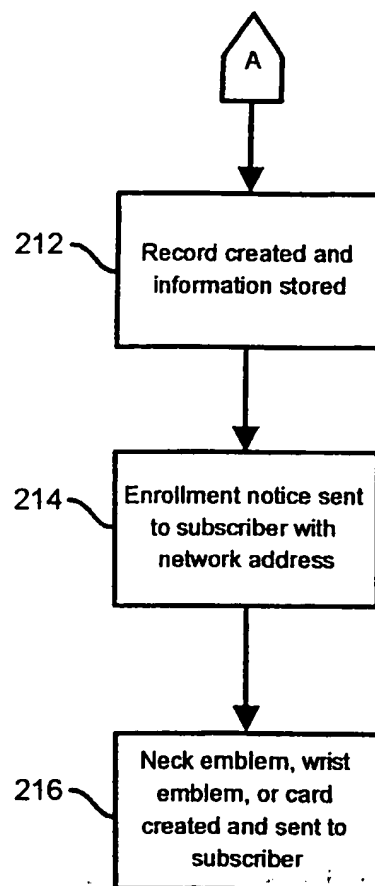 A
212
Record created and
information stored
214
Enrollment notice sent
to subscriber with
network address
216
Neck emblem, wrist
emblem, or card
created and sent to
subscriber